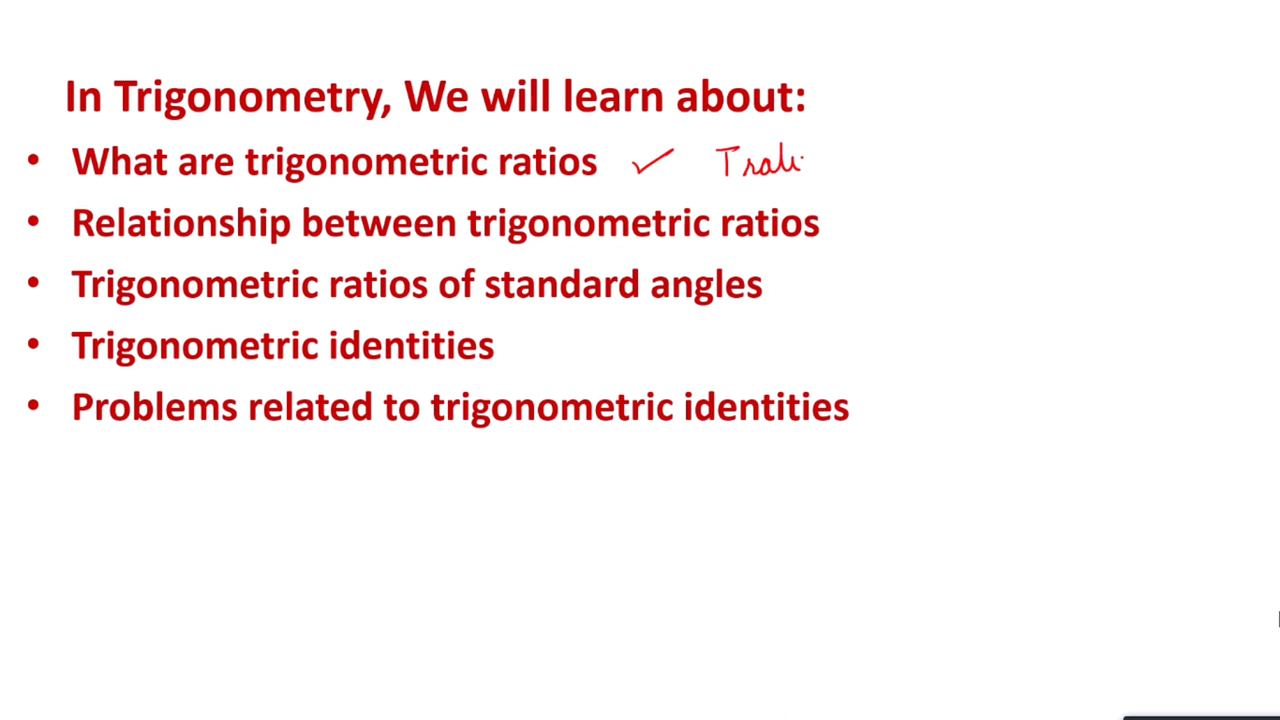 In Trigonometry, We will learn about:
• What are trigonometric ratios ✓
• Relationship between trigonometric ratios
• Trigonometric ratios of standard angles
• Trigonometric identities
• Problems related to trigonometric identities